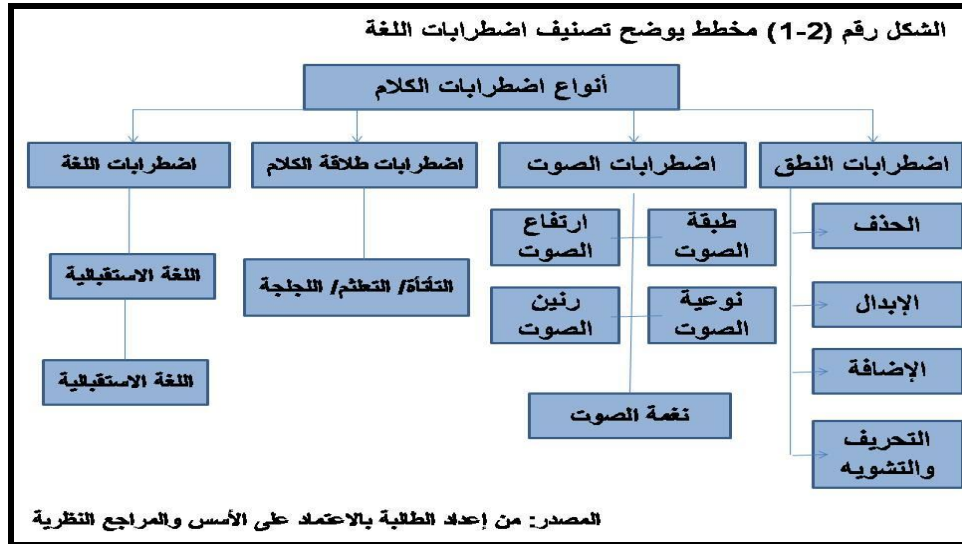 الشكل رقم (2-1) مخطط يوضح تصنيف اضطرابات اللغة
أنواع اضطرابات الكلام
اضطرابات النطق
اضطرابات الصوت
اضطرابات طلاقة الكلام
اضطرابات اللغة
الحذف
الإبدال
الإضافة
التحريف
والتشويه
طبقة
الصوت
ارتفاع
الصوت
نوعية
الصوت
رنين
الصوت
نغمة الصوت
التأتأة/ التعلثم/ اللجلجة
اللغة الاستقبالية
اللغة الاستقبالية
المصدر: من إعداد الطالبة بالاعتماد على الأسس والمراجع النظرية